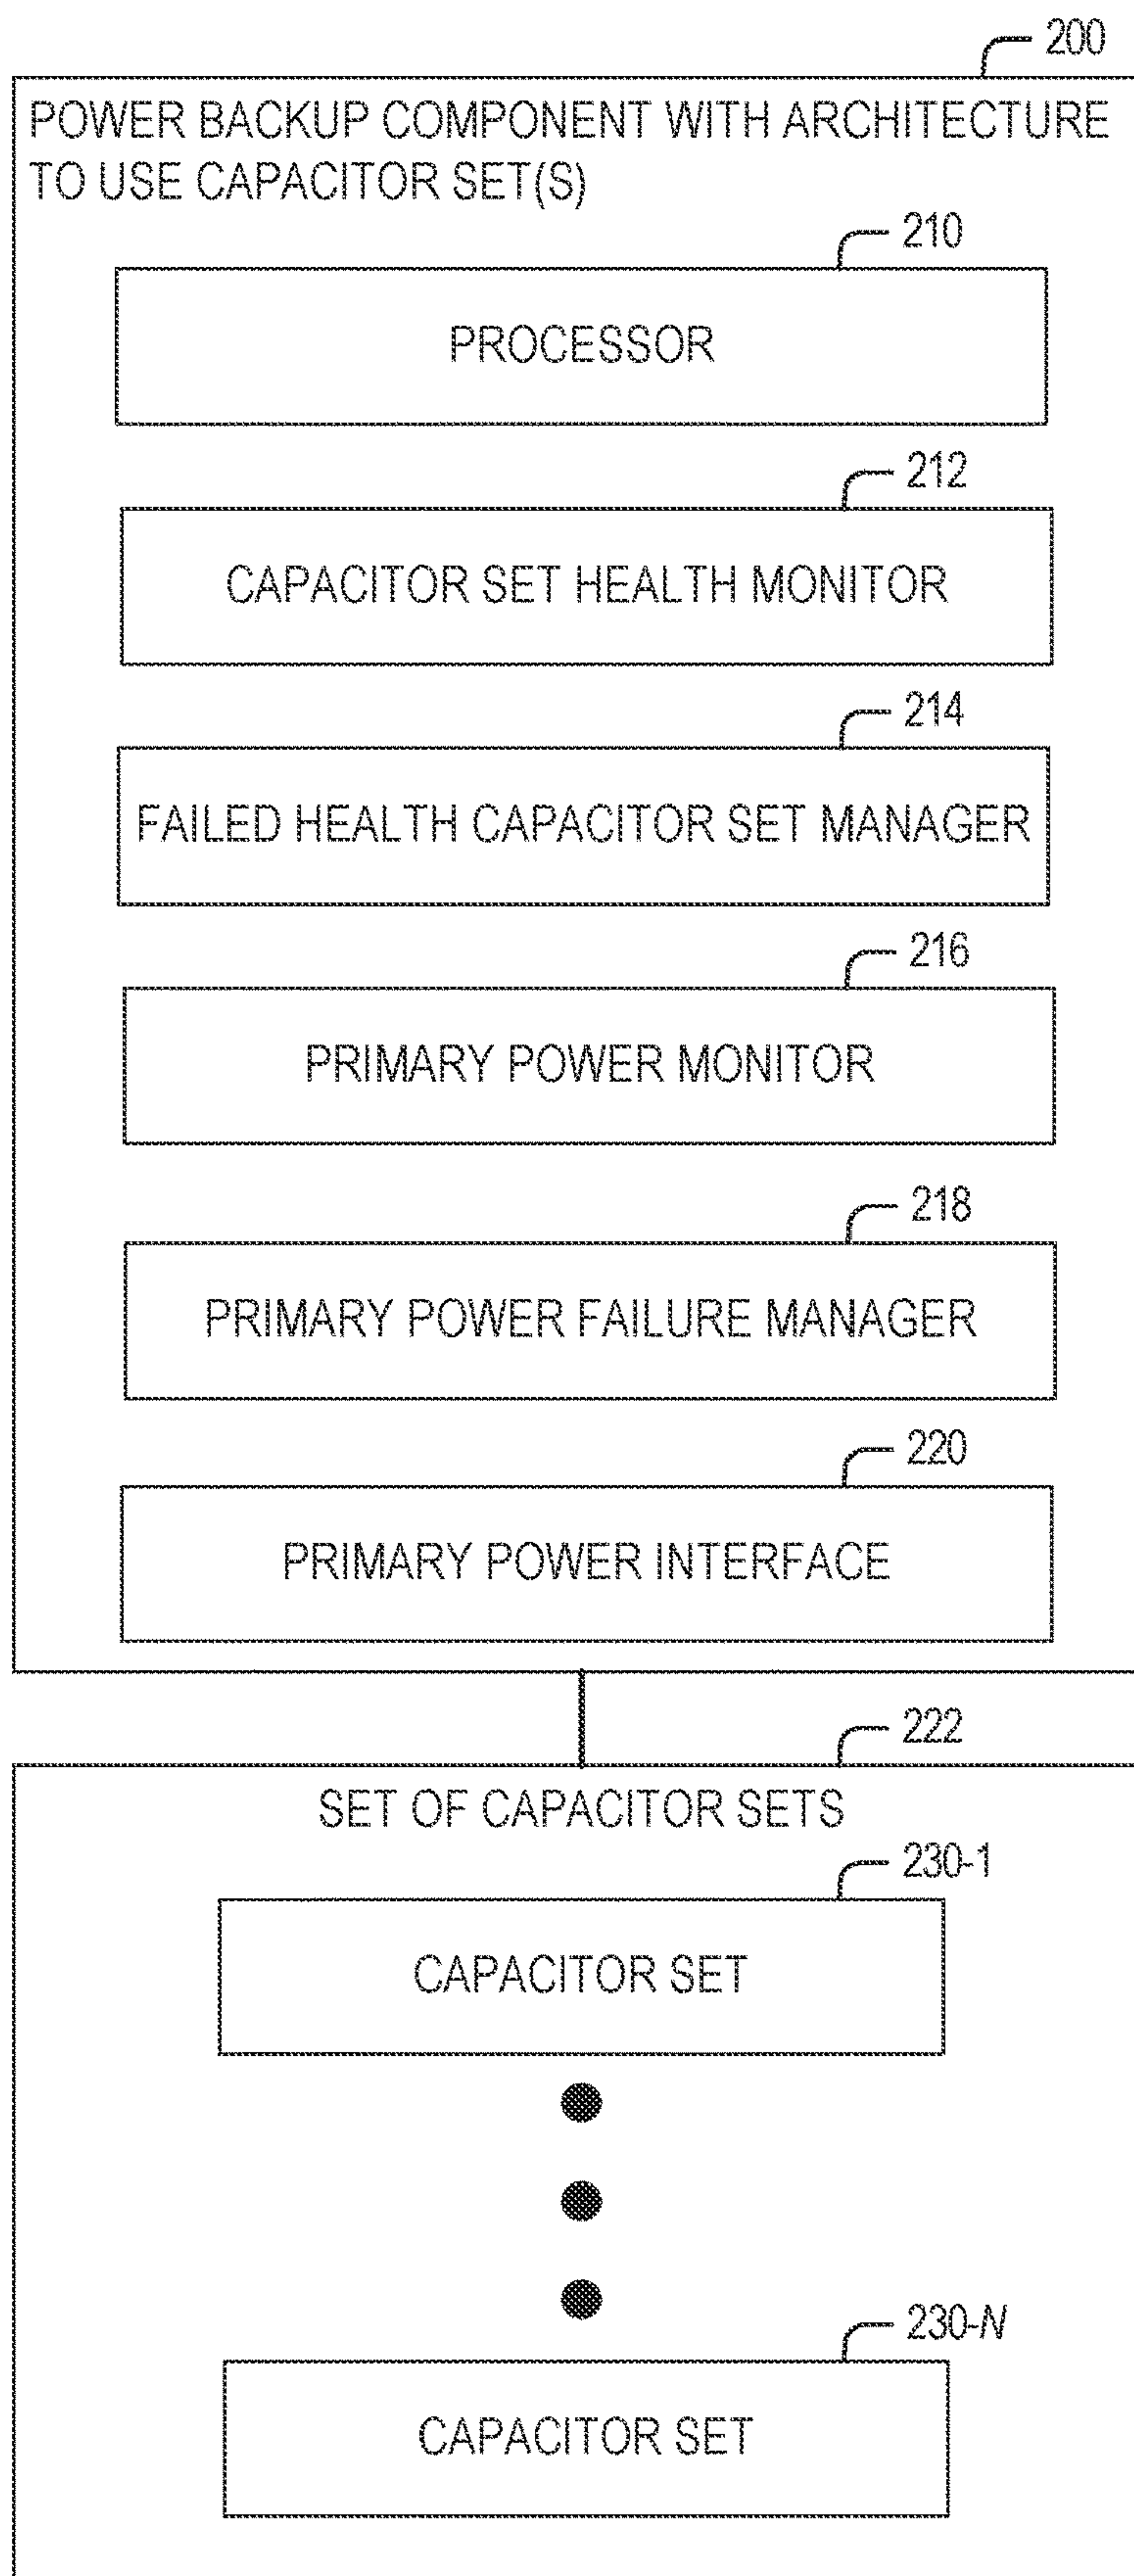 200
POWER BACKUP COMPONENT WITH ARCHITECTURE
TO USE CAPACITOR SET(S)
210
PROCESSOR
212
CAPACITOR SET HEALTH MONITOR
214
FAILED HEALTH CAPACITOR SET MANAGER
216
PRIMARY POWER MONITOR
218
PRIMARY POWER FAILURE MANAGER
220
PRIMARY POWER INTERFACE
222
SET OF CAPACITOR SETS
230-1
CAPACITOR SET
230-N
CAPACITOR SET